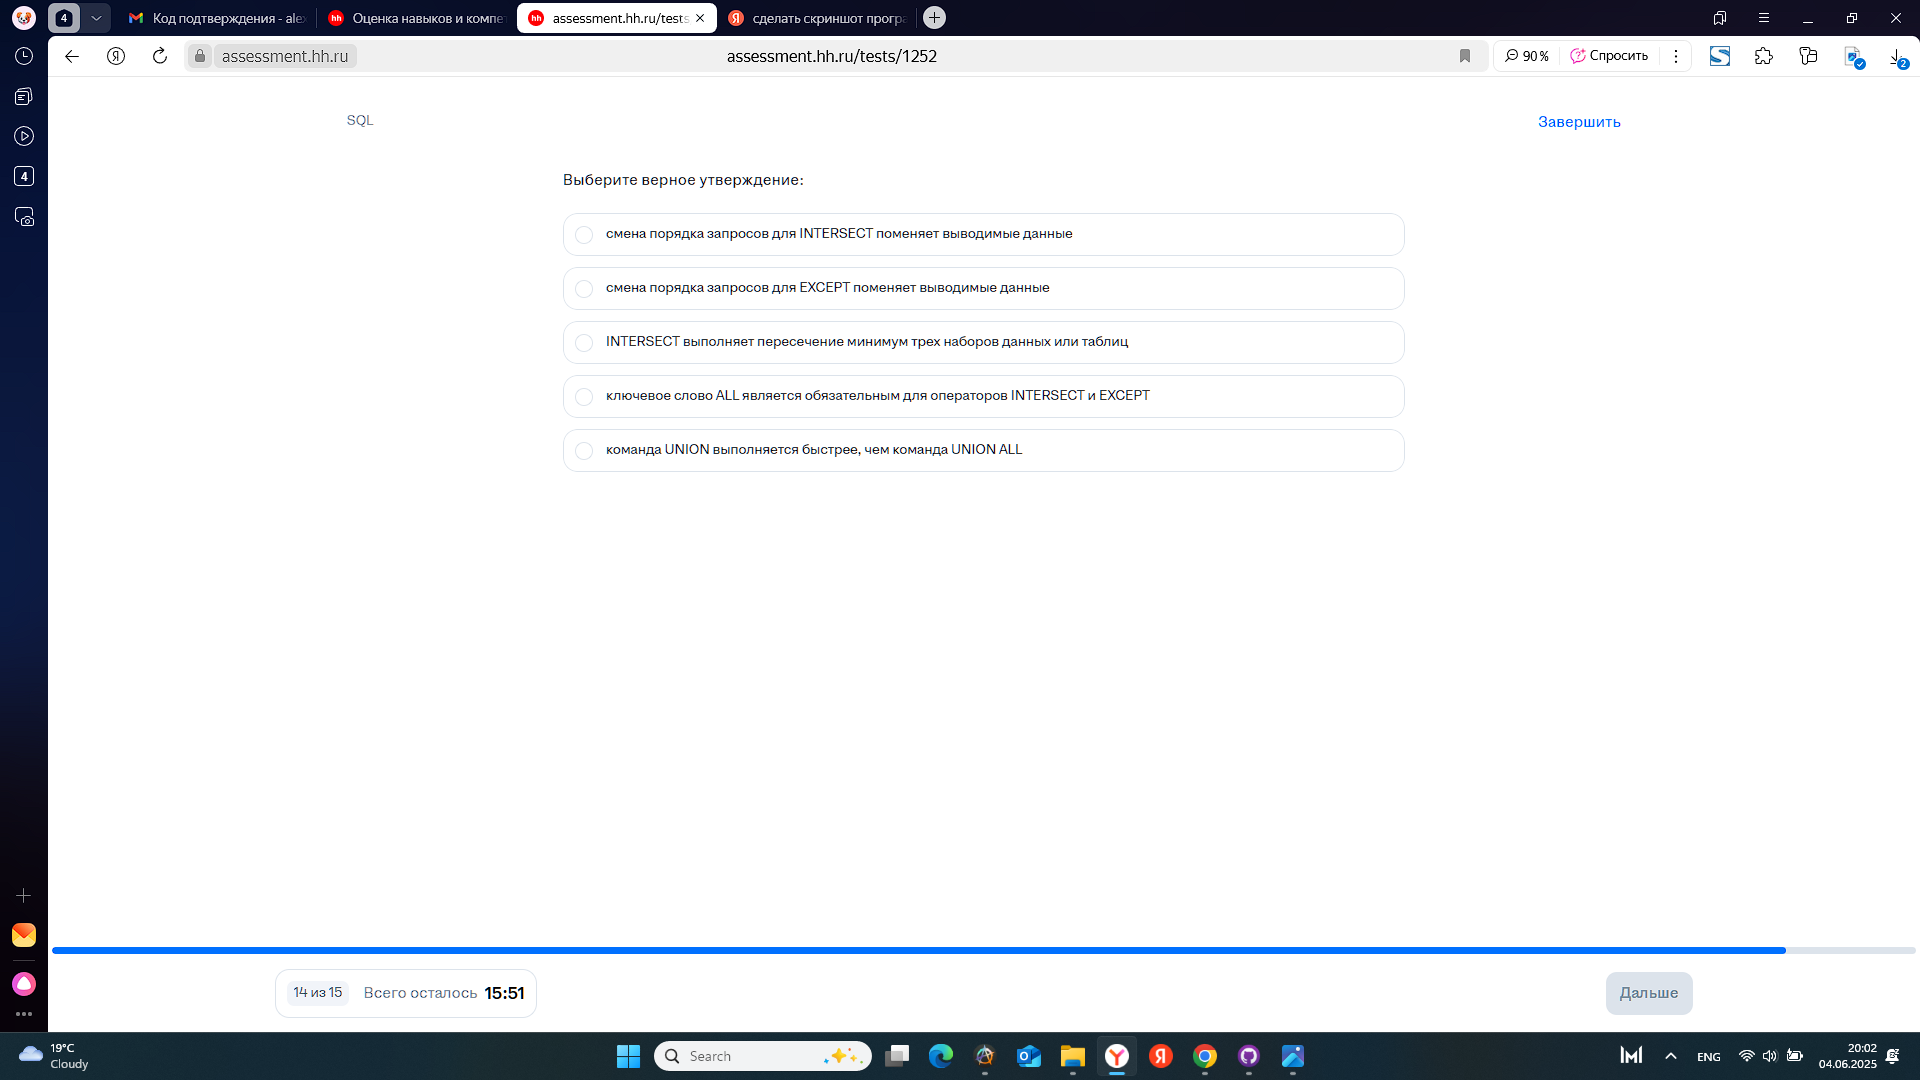 4
Код подтверждения - ale
Оценка навыков и компе
assessment.hh.ru/tests
сделать скриншот прогр
assessment.hh.ru
assessment.hh.ru/tests/1252
90 %
Спросить
2
4
SQL
Завершить
Выберите верное утверждение:
смена порядка запросов для INTERSECT поменяет выводимые данные
смена порядка запросов для EXCEPT поменяет выводимые данные
INTERSECT выполняет пересечение минимум трех наборов данных или таблиц
ключевое слово ALL является обязательным для операторов INTERSECT и EXCEPT
команда UNION выполняется быстрее, чем команда UNION ALL
14 из 15
Всего осталось 15:51
Дальше
19°C
Cloudy
Search
ENG
20:02
04.06.2025